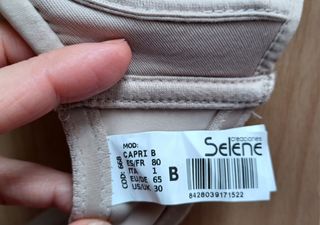 MOD:
CAPRI B
ES/FR 80
ITA 1
EU/DE 65
US/UK 30
COD: 668
B
creaciones
Selene
8428039171522